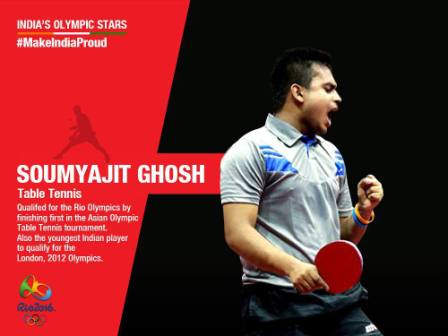 INDIA'S OLYMPIC STARS
#MakeIndiaProud
SOUMYAJIT GHOSH
Table Tennis
Qualifed for the Rio Olympics by
finishing first in the Asian Olympic
Table Tennis tournament.
Also the youngest Indian player
to qualify for the
London, 2012 Olympics.
Rio2016